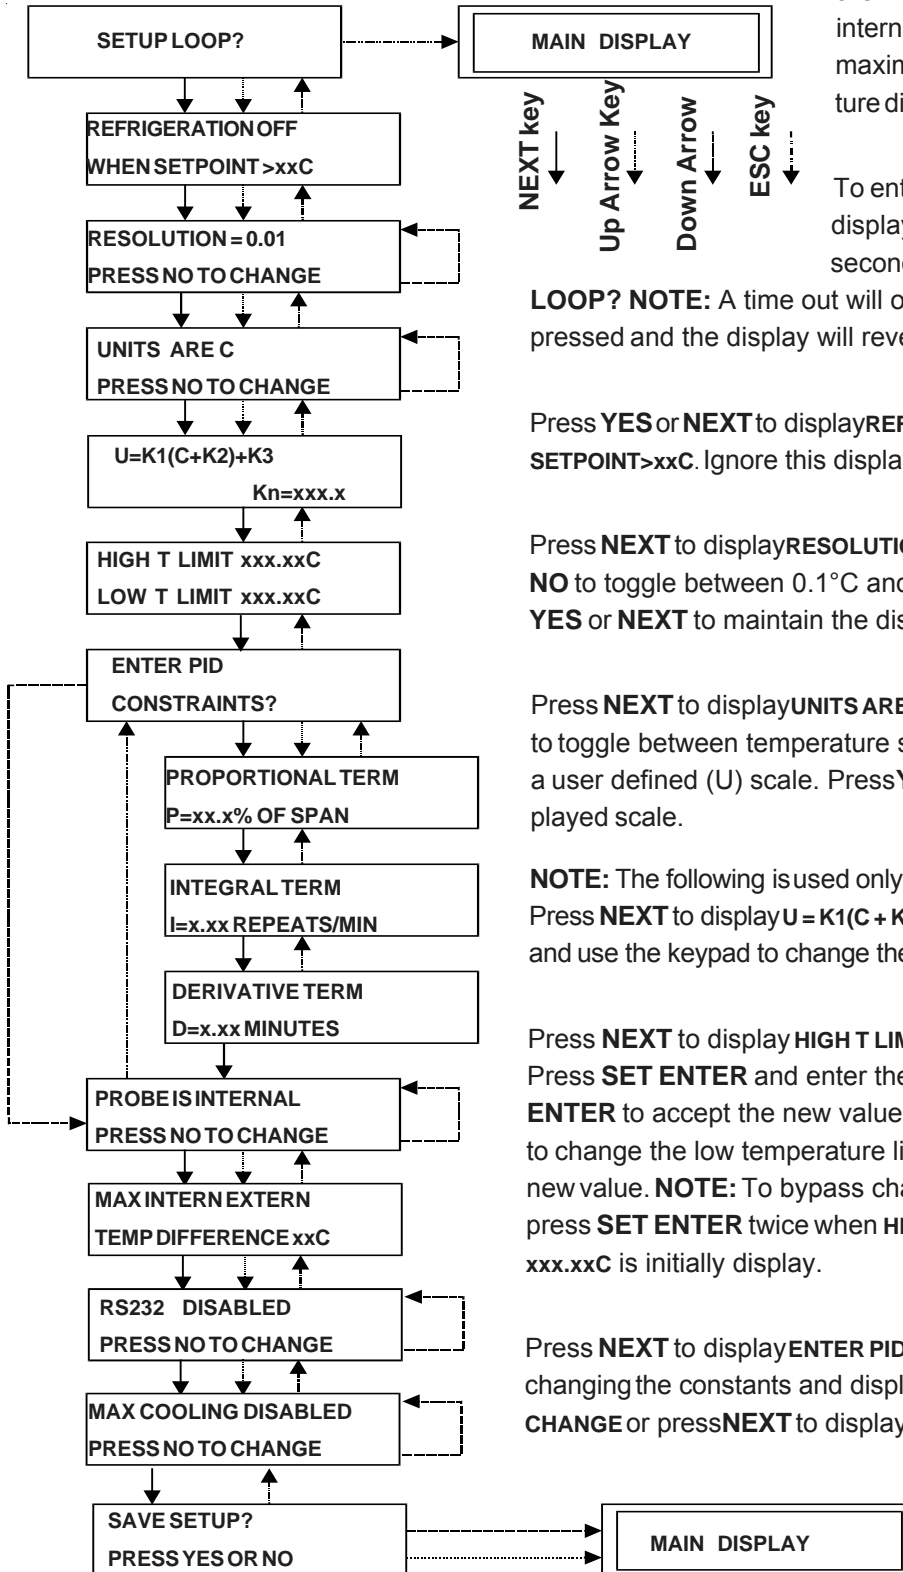 SETUP LOOP?
MAIN DISPLAY
NEXT key
Up Arrow Key
Down Arrow
ESC key
REFRIGERATION OFF
WHEN SETPOINT >xxC
RESOLUTION = 0.01
PRESS NO TO CHANGE
UNITS ARE C
PRESS NO TO CHANGE
U=K1(C+K2)+K3
Kn=xxx.x
HIGH T LIMIT xxx.xxC
LOW T LIMIT xxx.xxC
ENTER PID
CONSTRAINTS?
PROPORTIONAL TERM
P=xx.x% OF SPAN
INTEGRAL TERM
I=x.xx REPEATS/MIN
DERIVATIVE TERM
D=x.xx MINUTES
PROBE IS INTERNAL
PRESS NO TO CHANGE
MAX INTERN EXTERN
TEMP DIFFERENCE xxC
RS232 DISABLED
PRESS NO TO CHANGE
MAX COOLING DISABLED
PRESS NO TO CHANGE
SAVE SETUP?
PRESS YES OR NO
MAIN DISPLAY
intern
maxin
ture di
To ent
display
second
LOOP? NOTE: A time out will o
pressed and the display will reve
Press YES or NEXT to display REF
SETPOINT>xxC. Ignore this displa
Press NEXT to display RESOLUTIO
NO to toggle between 0.1°C and
YES or NEXT to maintain the dis
Press NEXT to display UNITS ARE
to toggle between temperature s
a user defined (U) scale. Press Y
played scale.
NOTE: The following is used only
Press NEXT to display U = K1(C + K
and use the keypad to change the
Press NEXT to display HIGH T LIM
Press SET ENTER and enter the
ENTER to accept the new value
to change the low temperature li
new value. NOTE: To bypass cha
press SET ENTER twice when HI
xxx.xxC is initially display.
Press NEXT to display ENTER PID
changing the constants and displ
CHANGE or press NEXT to display